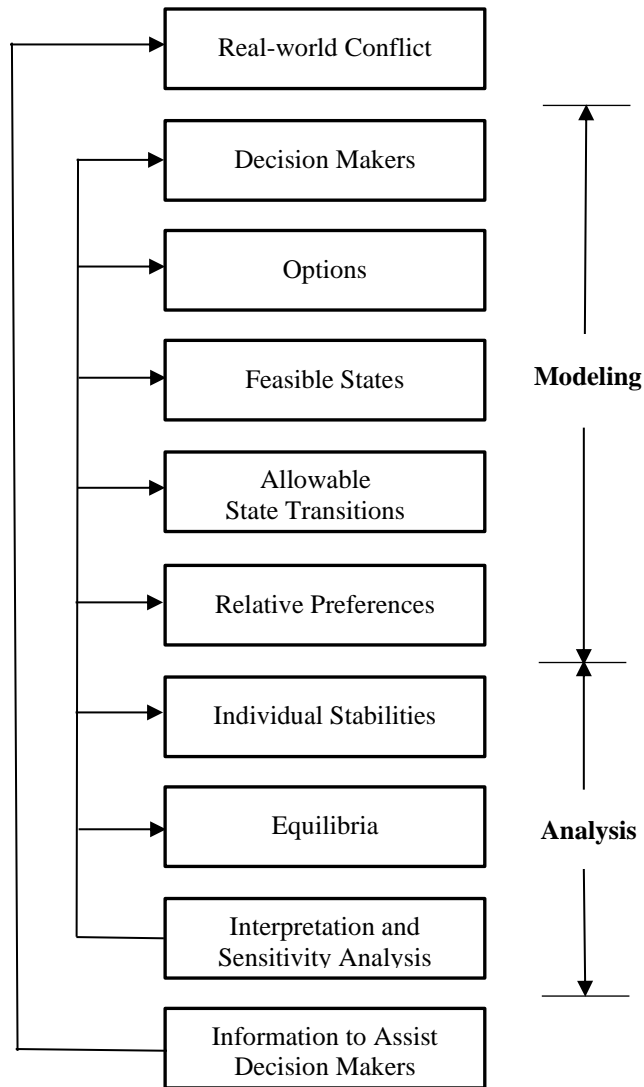 Real-world Conflict
Decision Makers
Options
Feasible States
Modeling
Allowable
State Transitions
Relative Preferences
Individual Stabilities
Equilibria
Analysis
Interpretation and
Sensitivity Analysis
Information to Assist
Decision Makers